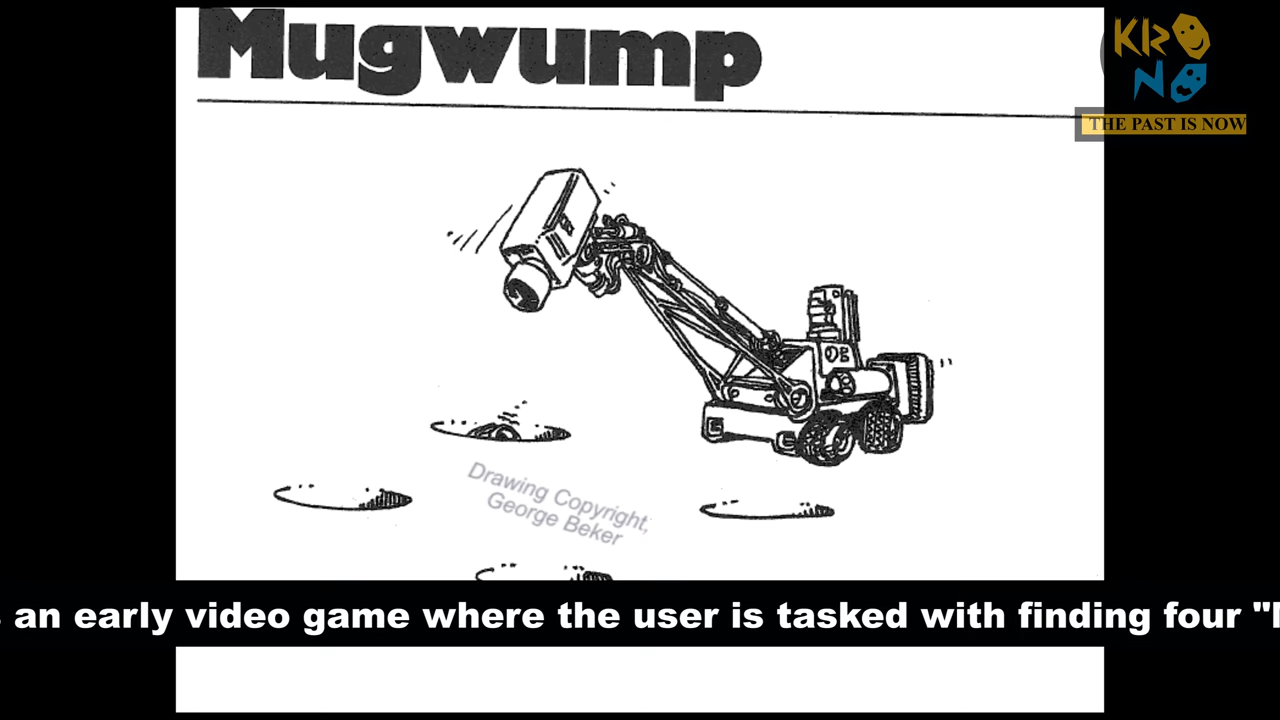 Mugwump
KRONO
THE PAST IS NOW
Drawing Copyright,
George Beker
an early video game where the user is tasked with finding four "